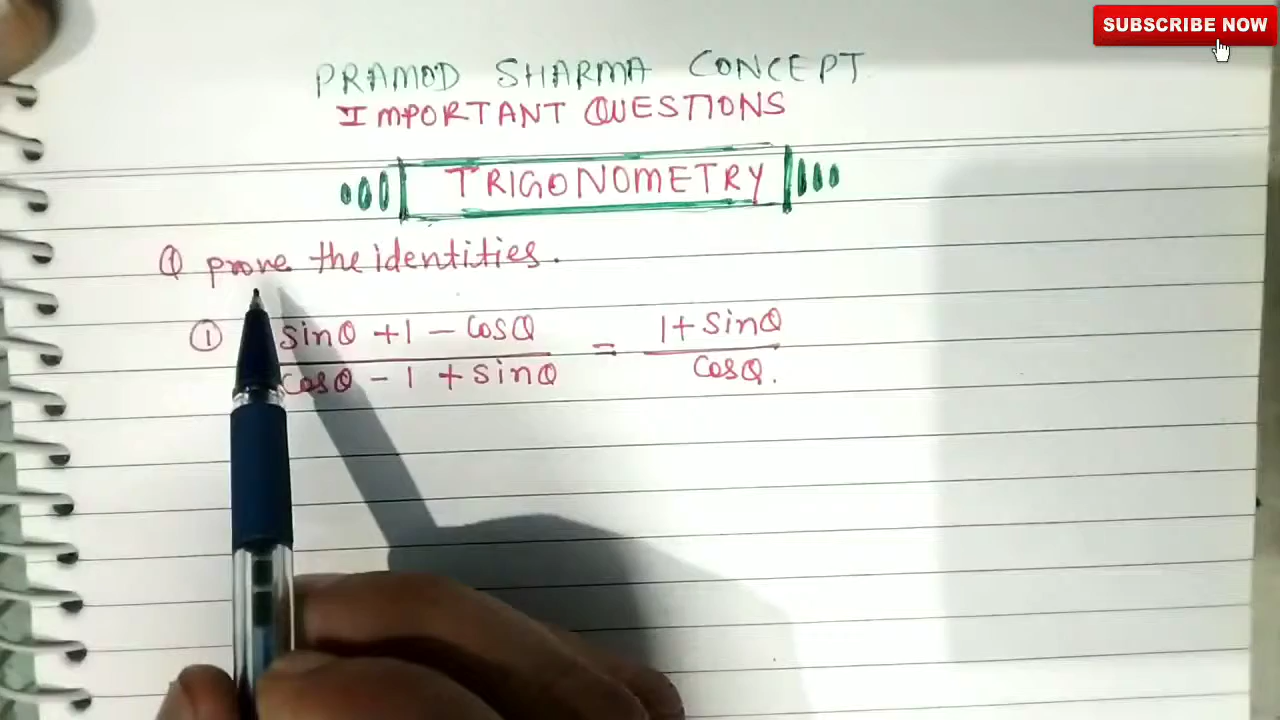 SUBSCRIBE NOW
PRAMOD SHARMA CONCEPT
IMPORTANT QUESTIONS
TRIGONOMETRY
Q prove the identities.
① sinθ + 1 - cosθ / cosθ - 1 + sinθ = 1 + sinθ / cosθ.